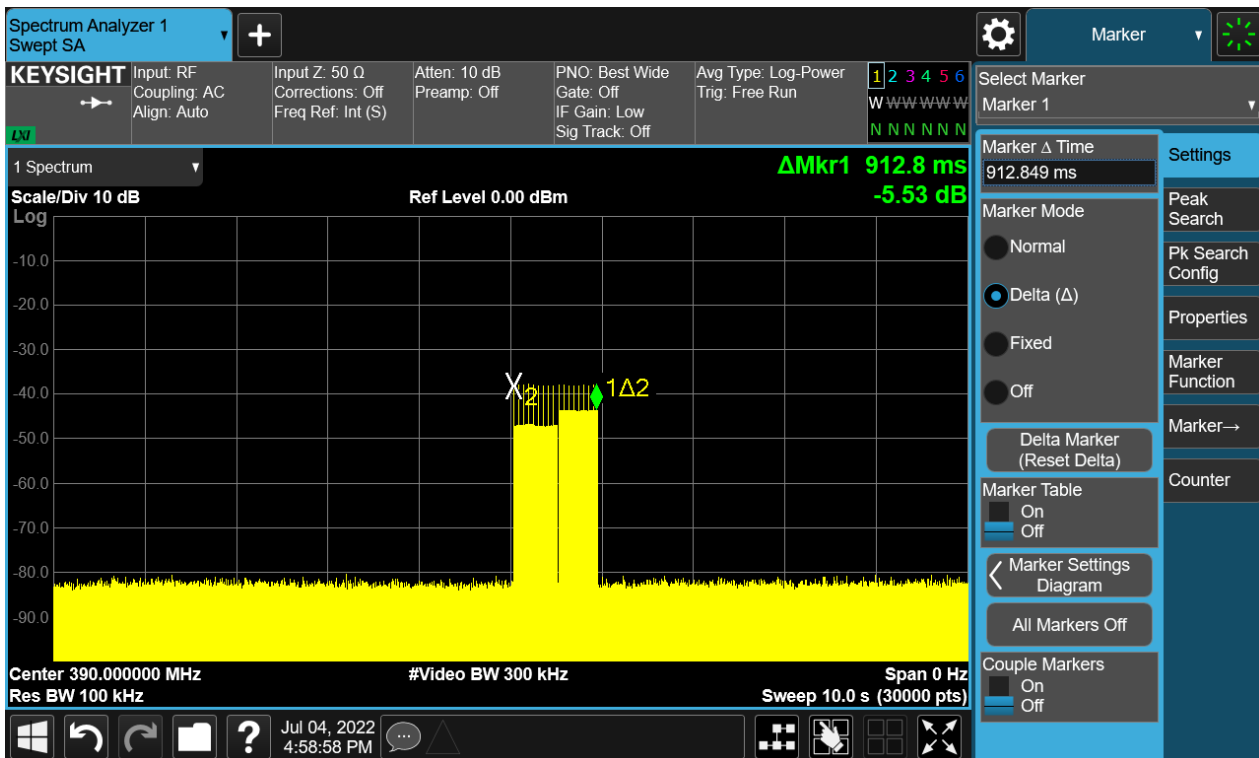 Spectrum Analyzer 1
Swept SA
+
Marker
KEYSIGHT
LXI
Input: RF
Coupling: AC
Align: Auto
Input Z: 50 Ω
Corrections: Off
Freq Ref: Int (S)
Atten: 10 dB
Preamp: Off
PNO: Best Wide
Gate: Off
IF Gain: Low
Sig Track: Off
Avg Type: Log-Power
Trig: Free Run
1 2 3 4 5 6
W W W W W W
N N N N N N
1 Spectrum
ΔMkr1 912.8 ms
-5.53 dB
Scale/Div 10 dB
Ref Level 0.00 dBm
Log
-10.0
-20.0
-30.0
-40.0
-50.0
-60.0
-70.0
-80.0
-90.0
X2
1Δ2
Center 390.000000 MHz
#Video BW 300 kHz
Span 0 Hz
Res BW 100 kHz
Sweep 10.0 s (30000 pts)
?
Jul 04, 2022
4:58:58 PM
Select Marker
Marker 1
Marker Δ Time
912.849 ms
Marker Mode
Normal
Delta (Δ)
Fixed
Off
Delta Marker
(Reset Delta)
Marker Table
On
Off
Marker Settings
Diagram
All Markers Off
Couple Markers
On
Off
Settings
Peak
Search
Pk Search
Config
Properties
Marker
Function
Marker→
Counter